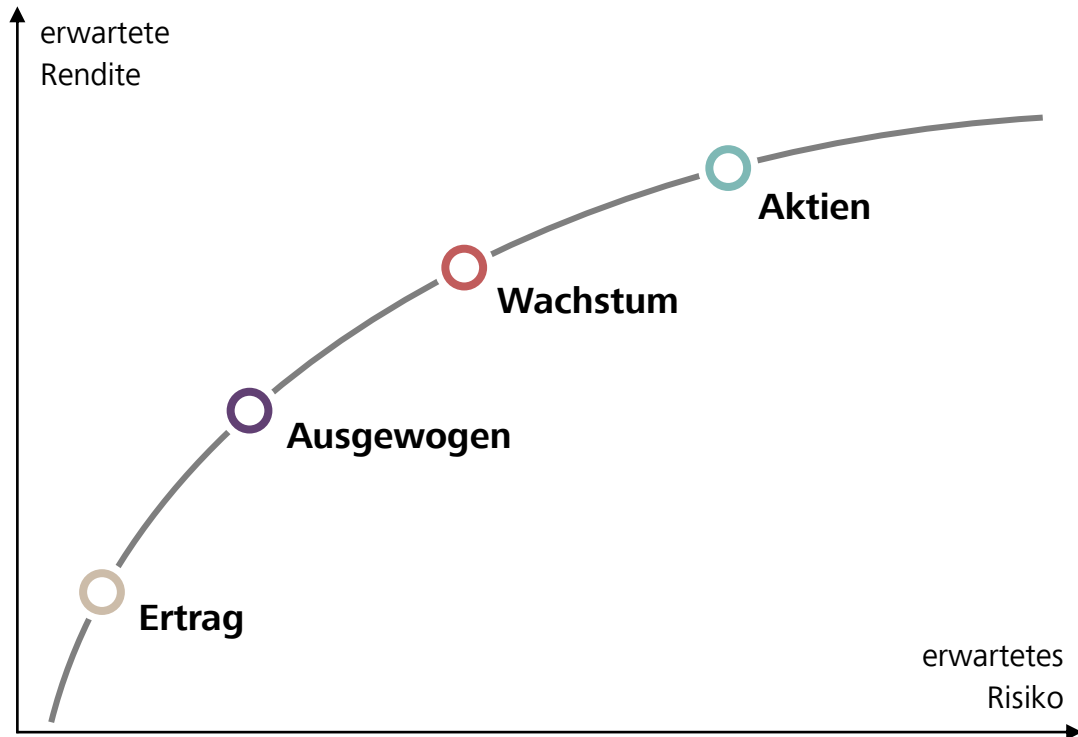 erwartete
Rendite
Aktien
Wachstum
Ausgewogen
Ertrag
erwartetes
Risiko